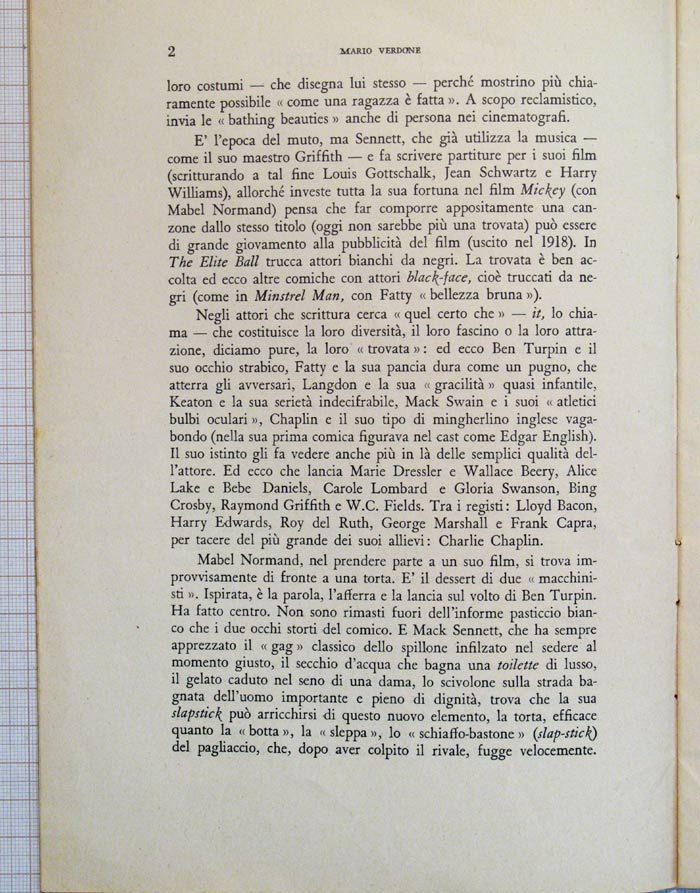 2
MARIO VERDONE
loro costumi — che disegna lui stesso — perché mostrino più chia-
ramente possibile « come una ragazza è fatta ». A scopo reclamistico,
invia le « bathing beauties » anche di persona nei cinematografi.
E' l'epoca del muto, ma Sennett, che già utilizza la musica —
come il suo maestro Griffith — e fa scrivere partiture per i suoi film
(scritturando a tal fine Louis Gottschalk, Jean Schwartz e Harry
Williams), allorché investe tutta la sua fortuna nel film Mickey (con
Mabel Normand) pensa che far comporre appositamente una can-
zone dallo stesso titolo (oggi non sarebbe più una trovata) può essere
di grande giovamento alla pubblicità del film (uscito nel 1918). In
The Elite Ball trucca attori bianchi da negri. La trovata è ben ac-
colta ed ecco altre comiche con attori black-face, cioè truccati da ne-
gri (come in Minstrel Man, con Fatty « bellezza bruna »).
Negli attori che scrittura cerca « quel certo che » — it, lo chia-
ma — che costituisce la loro diversità, il loro fascino o la loro attra-
zione, diciamo pure, la loro « trovata » : ed ecco Ben Turpin e il
suo occhio strabico, Fatty e la sua pancia dura come un pugno, che
atterra gli avversari, Langdon e la sua « gracilità » quasi infantile,
Keaton e la sua serietà indecifrabile, Mack Swain e i suoi « atletici
bulbi oculari », Chaplin e il suo tipo di mingherlino inglese vaga-
bondo (nella sua prima comica figurava nel cast come Edgar English).
Il suo istinto gli fa vedere anche più in là delle semplici qualità del-
l'attore. Ed ecco che lancia Marie Dressler e Wallace Beery, Alice
Lake e Bebe Daniels, Carole Lombard e Gloria Swanson, Bing
Crosby, Raymond Griffith e W.C. Fields. Tra i registi : Lloyd Bacon,
Harry Edwards, Roy del Ruth, George Marshall e Frank Capra,
per tacere del più grande dei suoi allievi : Charlie Chaplin.
Mabel Normand, nel prendere parte a un suo film, si trova im-
provvisamente di fronte a una torta. E' il dessert di due « macchini-
sti ». Ispirata, è la parola, l'afferra e la lancia sul volto di Ben Turpin.
Ha fatto centro. Non sono rimasti fuori dell'informe pasticcio bian-
co che i due occhi storti del comico. E Mack Sennett, che ha sempre
apprezzato il « gag » classico dello spillone infilzato nel sedere al
momento giusto, il secchio d'acqua che bagna una toilette di lusso,
il gelato caduto nel seno di una dama, lo scivolone sulla strada ba-
gnata dell'uomo importante e pieno di dignità, trova che la sua
slapstick può arricchirsi di questo nuovo elemento, la torta, efficace
quanto la « botta », la « sleppa », lo « schiaffo-bastone » (slap-stick)
del pagliaccio, che, dopo aver colpito il rivale, fugge velocemente.